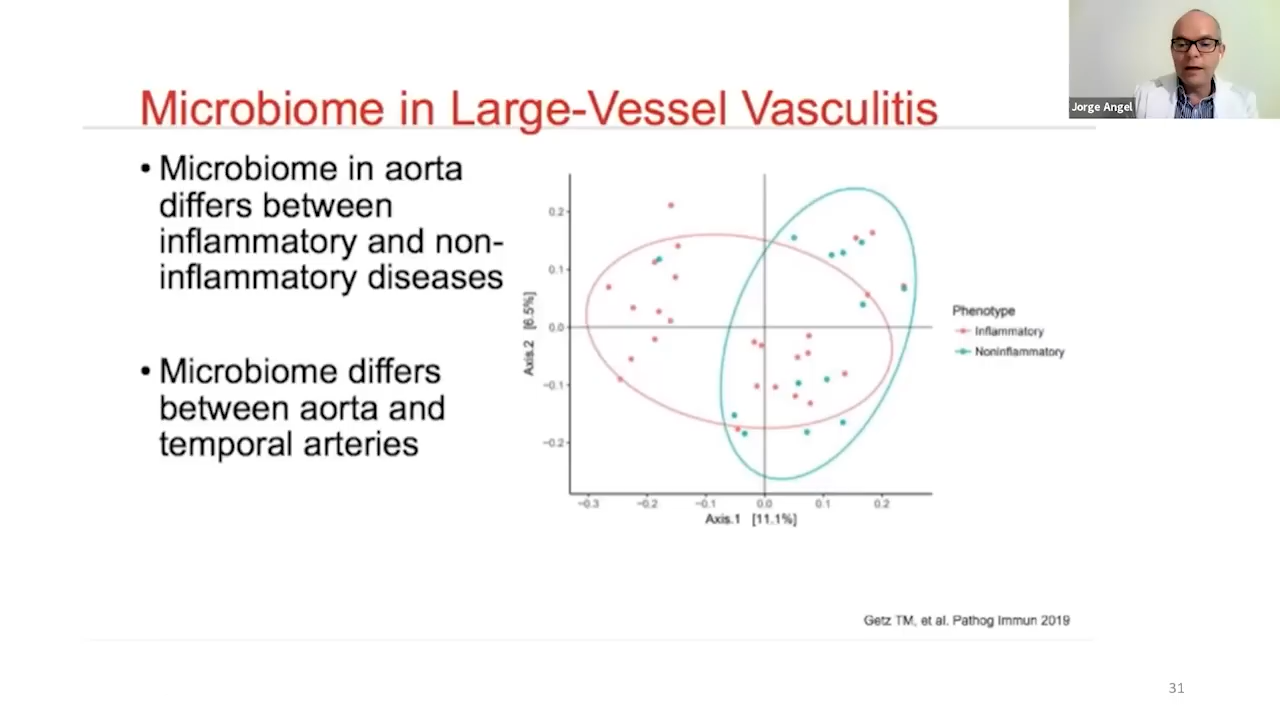 Jorge Angel
Microbiome in Large-Vessel Vasculitis
• Microbiome in aorta
differs between
inflammatory and non-
inflammatory diseases
• Microbiome differs
between aorta and
temporal arteries
0.2
0.1
0.0
−0.1
−0.2
Axis.2 [6.5%]
−0.3 −0.2 −0.1 0.0 0.1 0.2
Axis.1 [11.1%]
Phenotype
Inflammatory
Noninflammatory
Getz TM, et al. Pathog Immun 2019
31